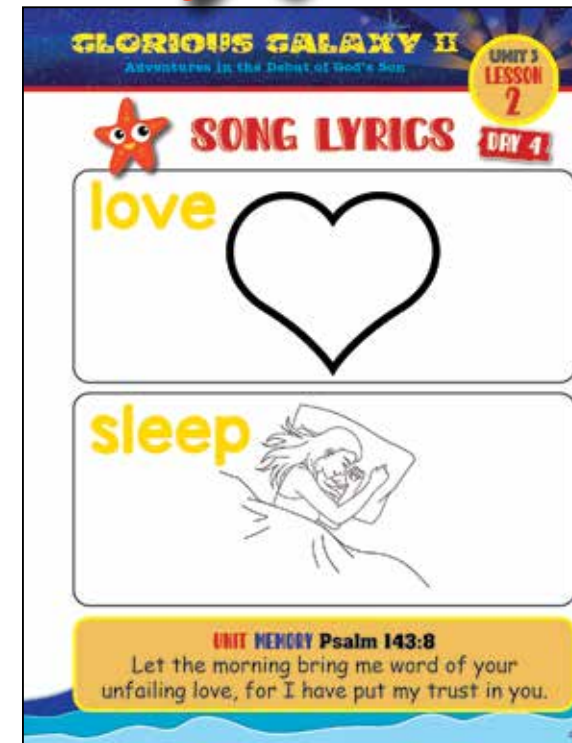 GLORIOUS GALAXY II
Adventures in the Debut of God's Son
UNIT 3
LESSON
2
SONG LYRICS
DAY 4
love
sleep
UNIT MEMORY Psalm 143:8
Let the morning bring me word of your
unfailing love, for I have put my trust in you.